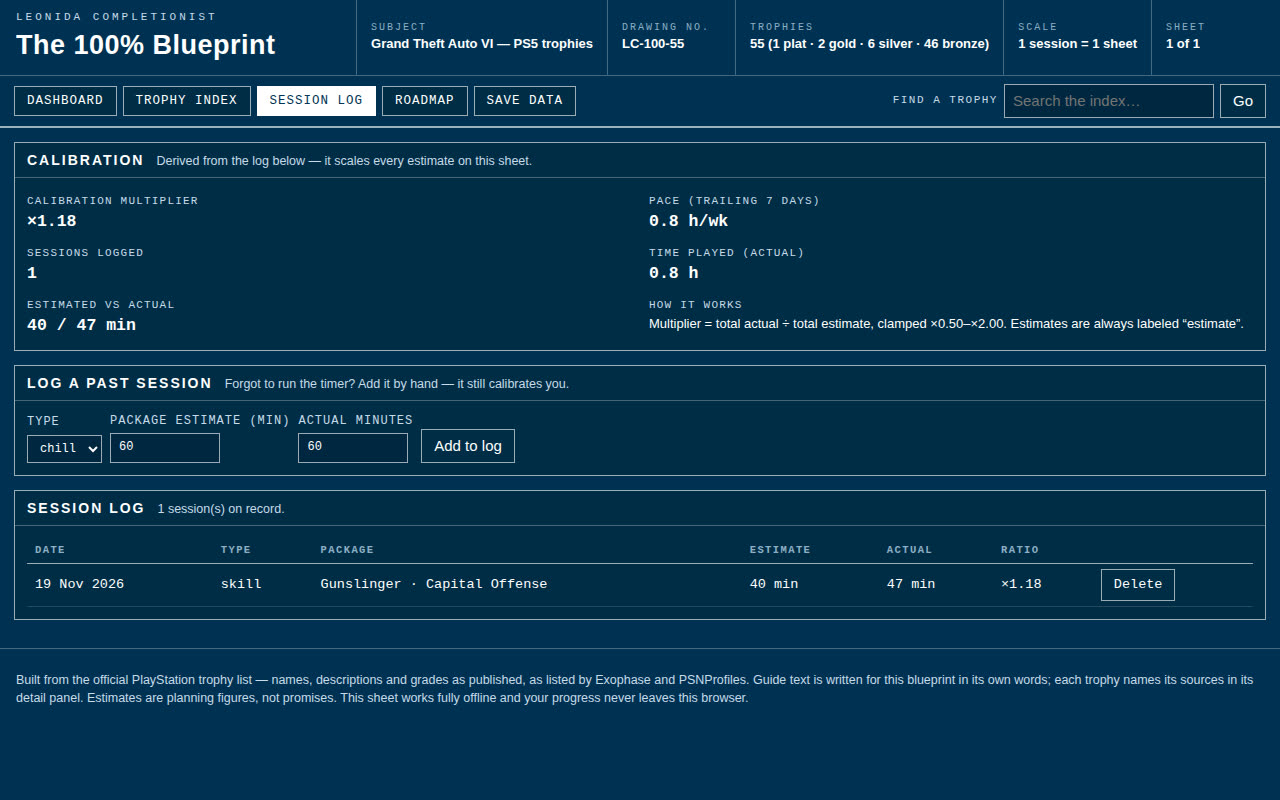 LEONIDA COMPLETIONIST
The 100% Blueprint
SUBJECT
Grand Theft Auto VI — PS5 trophies
DRAWING NO.
LC-100-55
TROPHIES
55 (1 plat · 2 gold · 6 silver · 46 bronze)
SCALE
1 session = 1 sheet
SHEET
1 of 1
DASHBOARD
TROPHY INDEX
SESSION LOG
ROADMAP
SAVE DATA
FIND A TROPHY
Search the index…
Go
CALIBRATION Derived from the log below — it scales every estimate on this sheet.
CALIBRATION MULTIPLIER
×1.18
PACE (TRAILING 7 DAYS)
0.8 h/wk
SESSIONS LOGGED
1
TIME PLAYED (ACTUAL)
0.8 h
ESTIMATED VS ACTUAL
40 / 47 min
HOW IT WORKS
Multiplier = total actual ÷ total estimate, clamped ×0.50–×2.00. Estimates are always labeled “estimate”.
LOG A PAST SESSION Forgot to run the timer? Add it by hand — it still calibrates you.
TYPE
chill
PACKAGE ESTIMATE (MIN)
60
ACTUAL MINUTES
60
Add to log
SESSION LOG 1 session(s) on record.
DATE TYPE PACKAGE ESTIMATE ACTUAL RATIO
19 Nov 2026 skill Gunslinger · Capital Offense 40 min 47 min ×1.18 Delete
Built from the official PlayStation trophy list — names, descriptions and grades as published, as listed by Exophase and PSNProfiles. Guide text is written for this blueprint in its own words; each trophy names its sources in its
detail panel. Estimates are planning figures, not promises. This sheet works fully offline and your progress never leaves this browser.